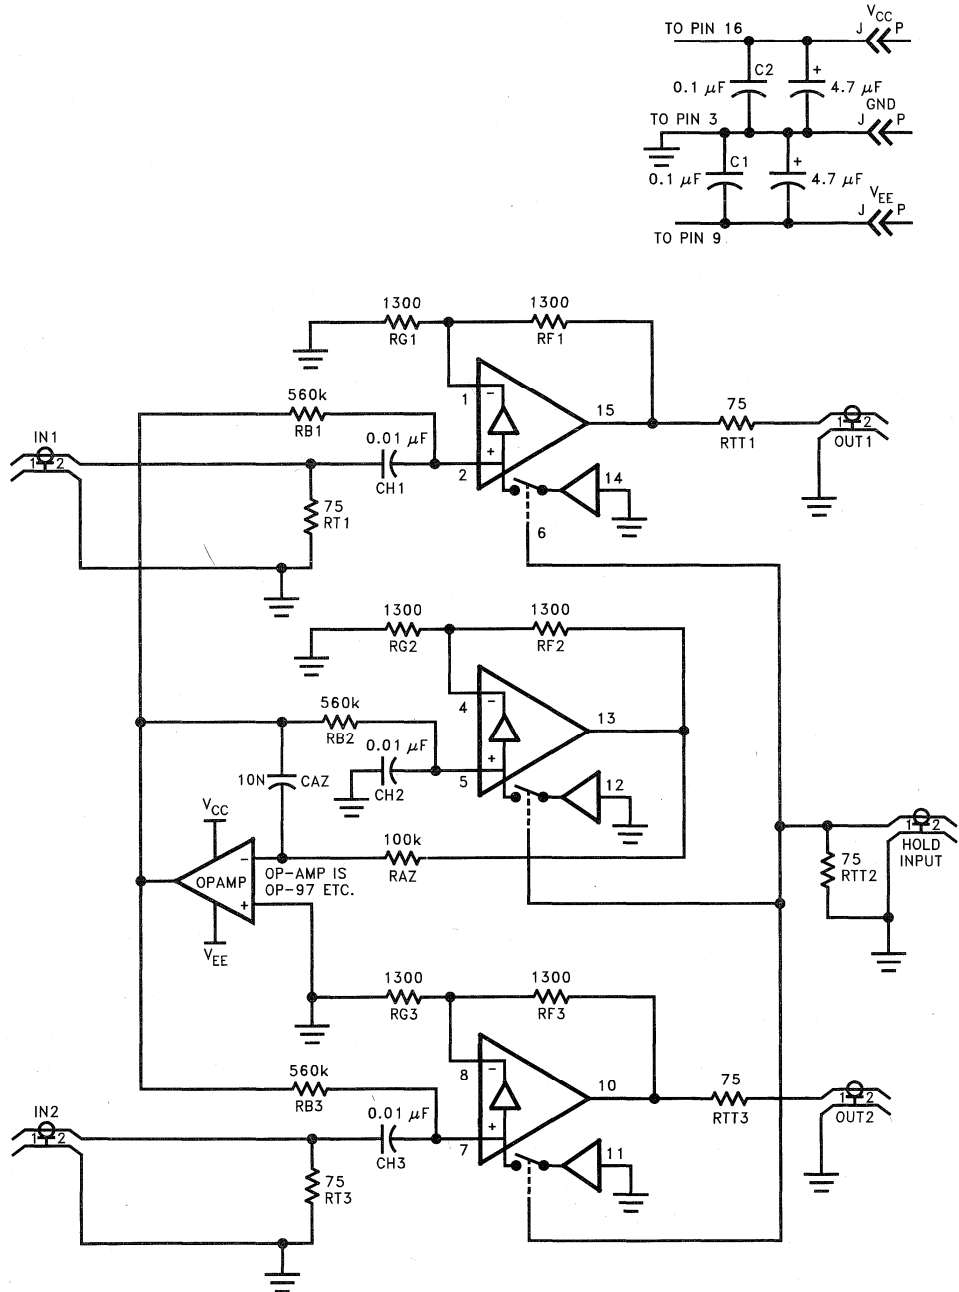 V_CC
TO PIN 16 J P
C2 +
0.1 µF 4.7 µF
GND
TO PIN 3 J P
C1 +
0.1 µF 4.7 µF
V_EE
J P
TO PIN 9
1300 1300
RG1 RF1
560k
RB1
1 − 15 75
RTT1
1 2
OUT1
IN1
1 2
0.01 µF
CH1
2 +
14
75
RT1
6
1300 1300
RG2 RF2
560k
RB2
4 − 13
0.01 µF
CH2
5 +
12
10N CAZ
V_CC
100k
RAZ
OPAMP
−
+
OP-AMP IS
OP-97 ETC.
V_EE
1 2
HOLD
INPUT
75
RTT2
1300 1300
RG3 RF3
560k
RB3
8 − 10 75
RTT3
1 2
OUT2
IN2
1 2
0.01 µF
CH3
7 +
11
75
RT3